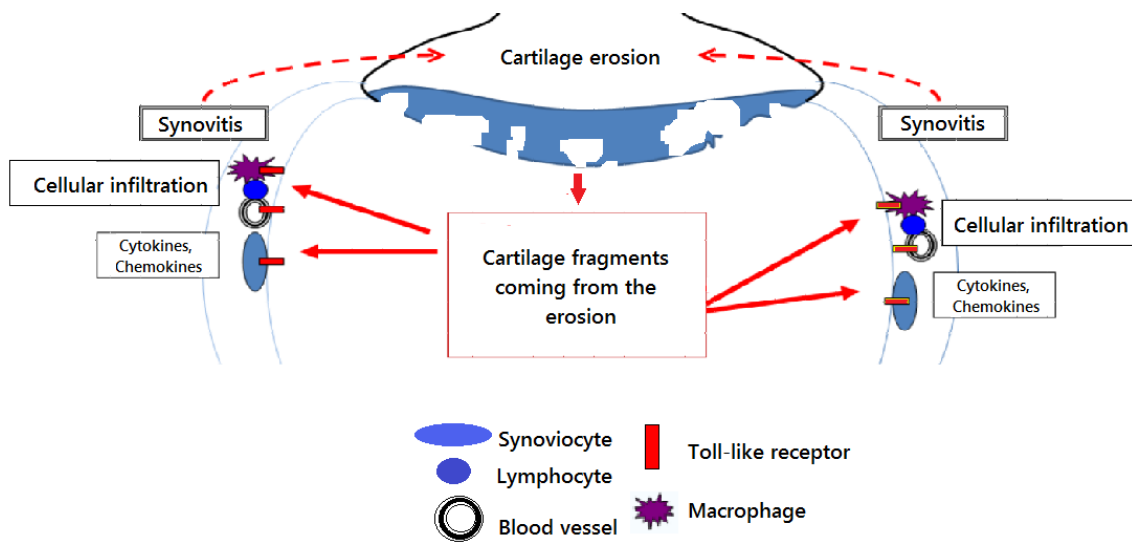 Cartilage erosion
Synovitis
Synovitis
Cellular infiltration
Cellular infiltration
Cytokines,
Chemokines
Cartilage fragments
coming from the
erosion
Cytokines,
Chemokines
Synoviocyte
Toll-like receptor
Lymphocyte
Macrophage
Blood vessel